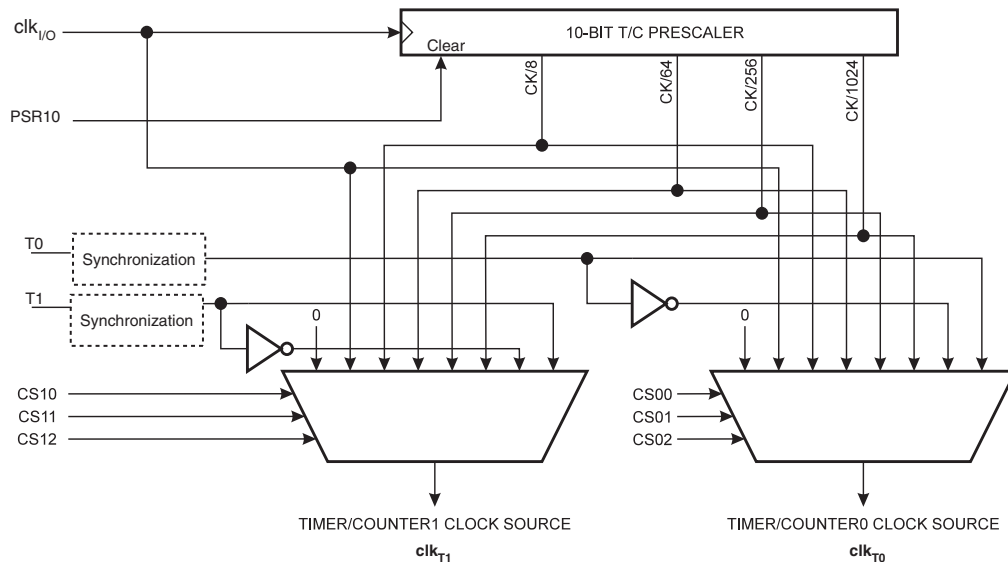 clkI/O
10-BIT T/C PRESCALER
Clear
CK/8
CK/64
CK/256
CK/1024
PSR10
T0
Synchronization
T1
Synchronization
0
0
CS10
CS11
CS12
CS00
CS01
CS02
TIMER/COUNTER1 CLOCK SOURCE
clkT1
TIMER/COUNTER0 CLOCK SOURCE
clkT0